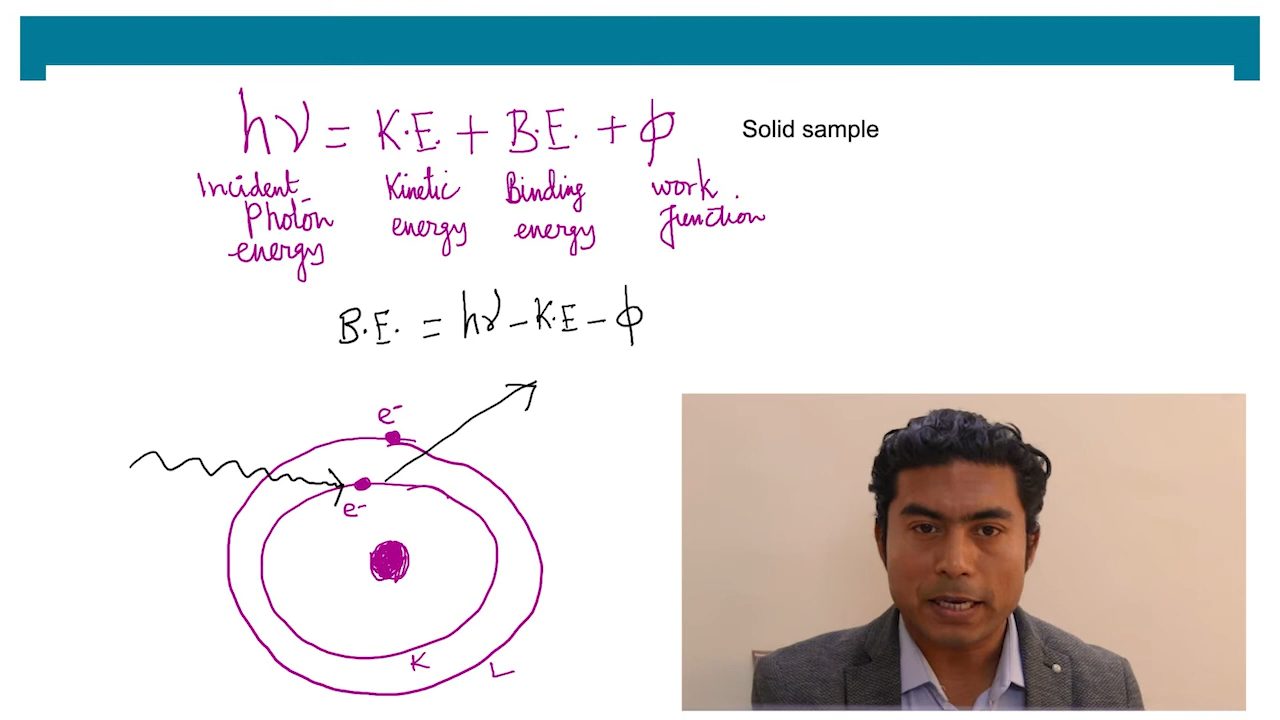 hν = K.E. + B.E. + ϕ
Solid sample
Incident Photon energy
Kinetic energy
Binding energy
work function
B.E. = hν – K.E – ϕ
e-
e-
K
L